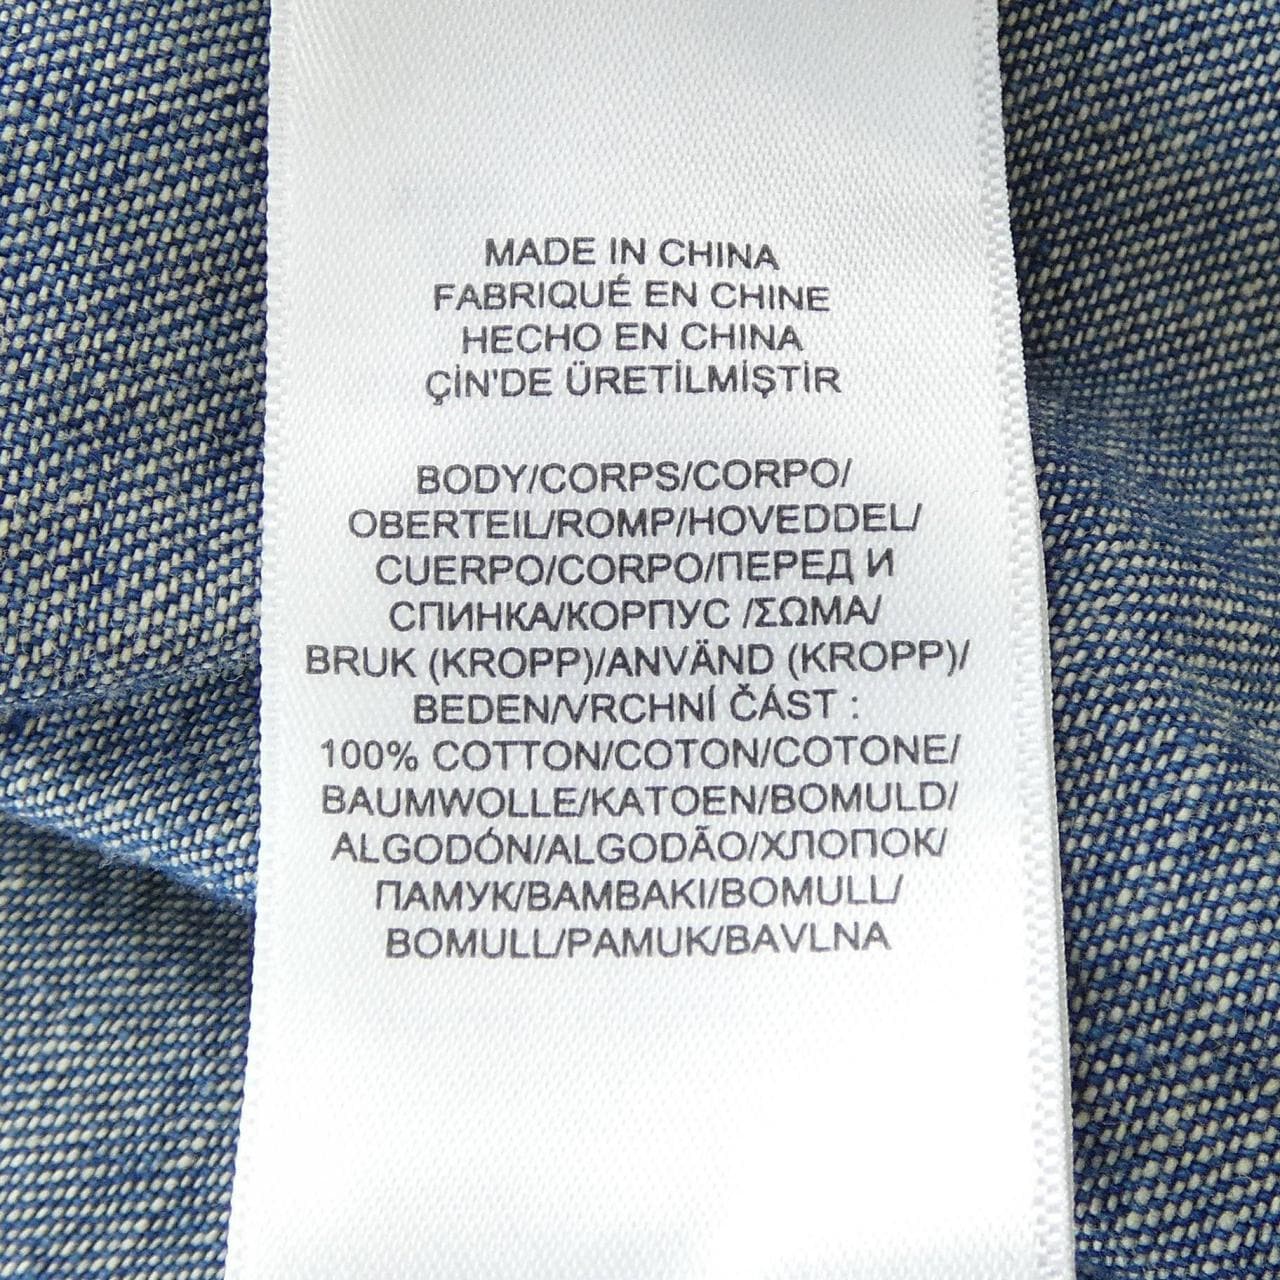 MADE IN CHINA
FABRIQUÉ EN CHINE
HECHO EN CHINA
ÇİN'DE ÜRETİLMİŞTİR
BODY/CORPS/CORPO/
OBERTEIL/ROMP/HOVEDDEL/
CUERPO/CORPO/ПЕРЕД И
СПИНКА/КОРПУС /ΣΩΜΑ/
BRUK (KROPP)/ANVÄND (KROPP)/
BEDEN/VRCHNÍ ČÁST :
100% COTTON/COTON/COTONE/
BAUMWOLLE/KATOEN/BOMULD/
ALGODÓN/ALGODÃO/ХЛОПОК/
ПАМУК/ΒΑΜΒΑΚΙ/BOMULL/
BOMULL/PAMUK/BAVLNA